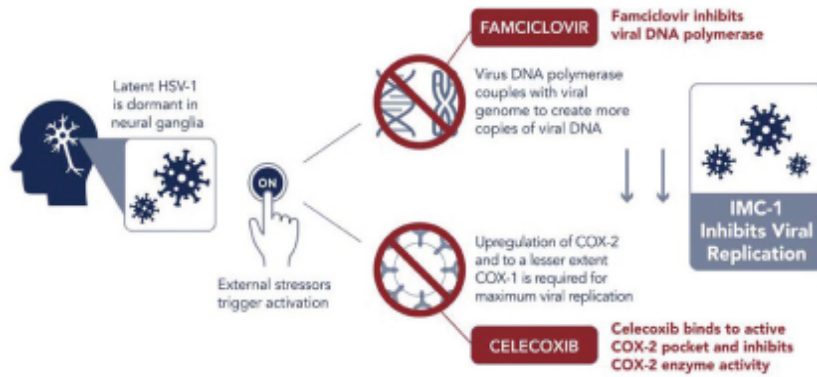 Latent HSV-1
is dormant in
neural ganglia
ON
External stressors
trigger activation
FAMCICLOVIR
Famciclovir inhibits
viral DNA polymerase
Virus DNA polymerase
couples with viral
genome to create more
copies of viral DNA
Upregulation of COX-2
and to a lesser extent
COX-1 is required for
maximum viral replication
CELECOXIB
Celecoxib binds to active
COX-2 pocket and inhibits
COX-2 enzyme activity
IMC-1
Inhibits Viral
Replication